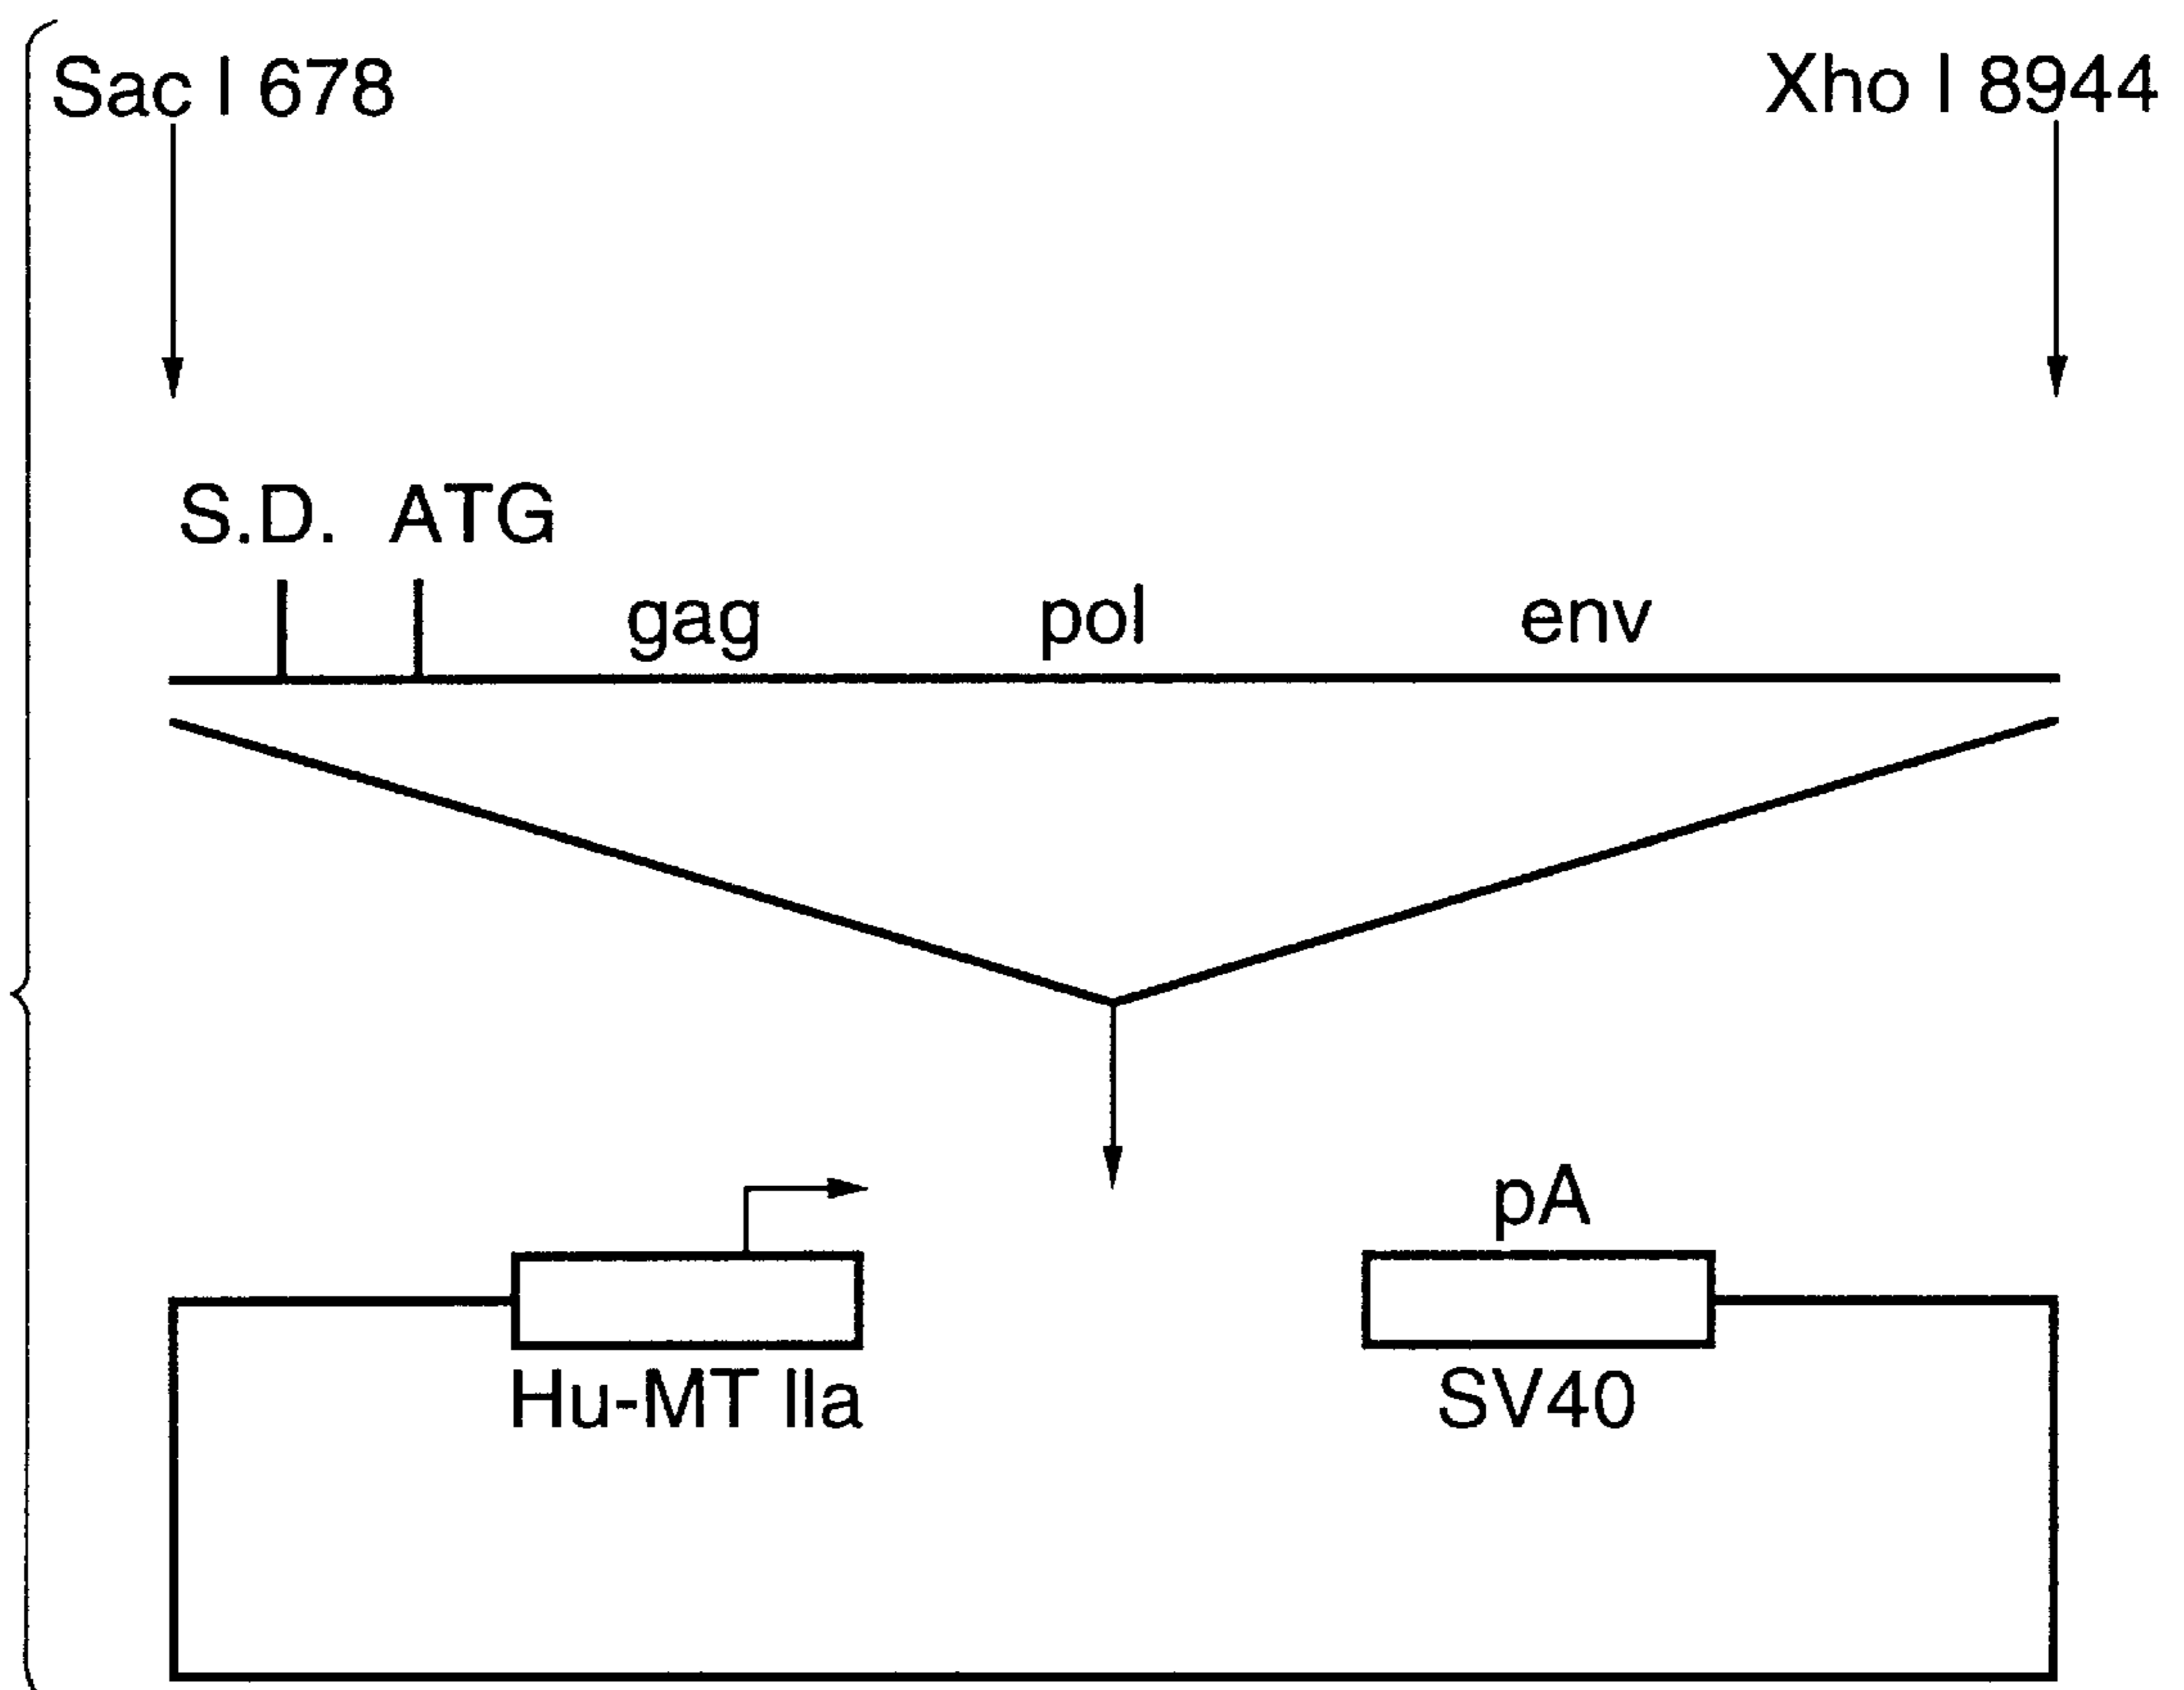 Sac I 678 Xho I 8944
S.D. ATG
gag pol env
pA
Hu-MT IIa SV40